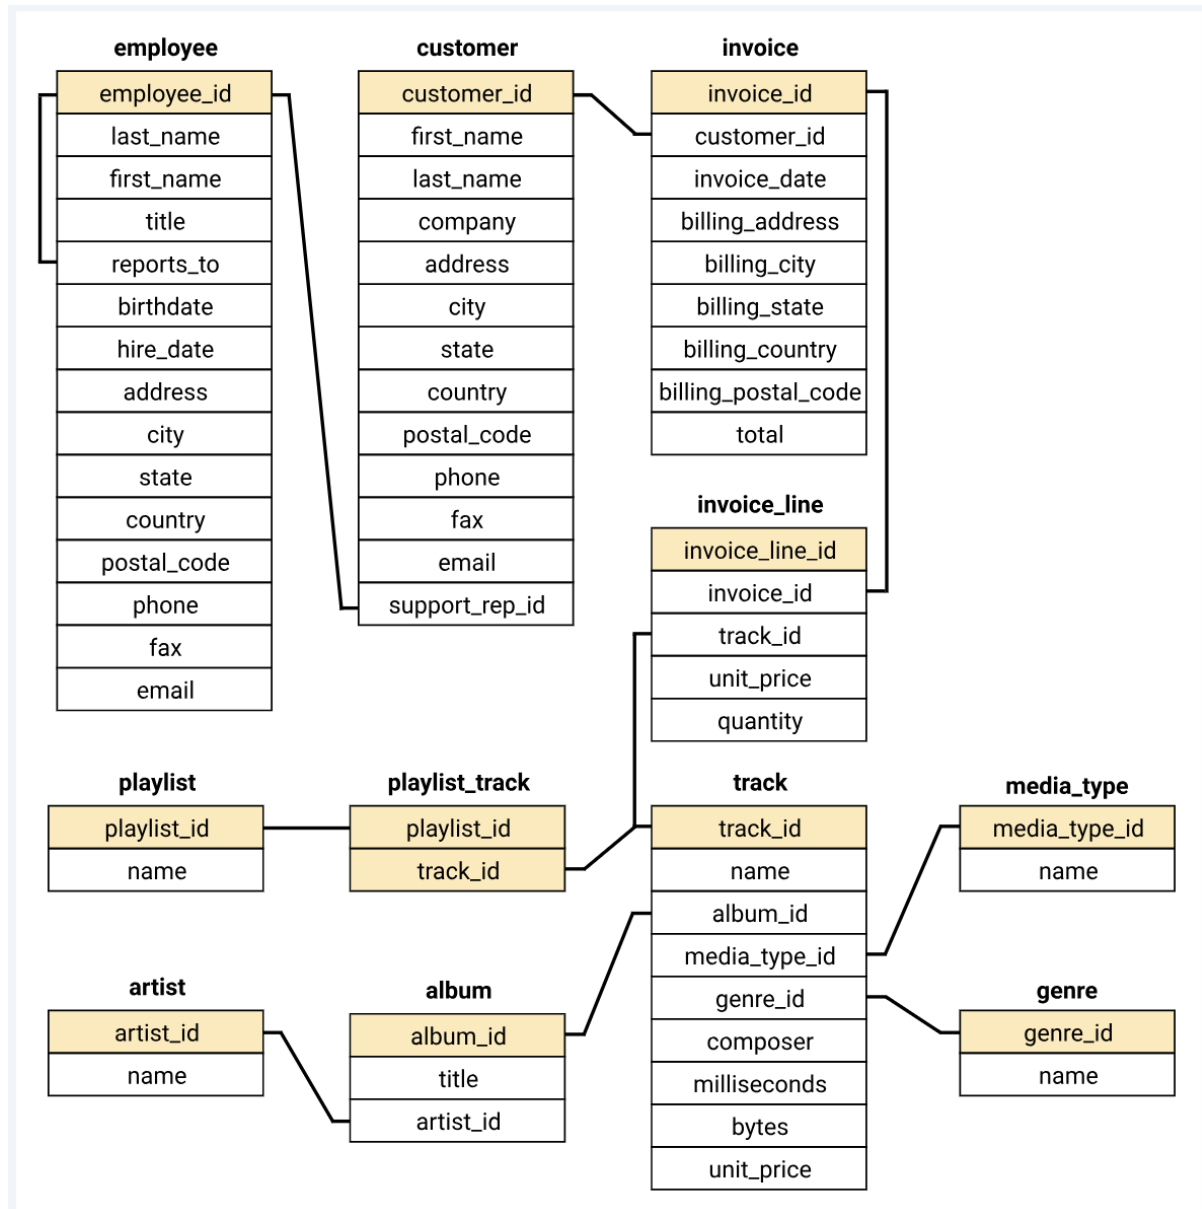 employee
employee_id
last_name
first_name
title
reports_to
birthdate
hire_date
address
city
state
country
postal_code
phone
fax
email
customer
customer_id
first_name
last_name
company
address
city
state
country
postal_code
phone
fax
email
support_rep_id
invoice
invoice_id
customer_id
invoice_date
billing_address
billing_city
billing_state
billing_country
billing_postal_code
total
invoice_line
invoice_line_id
invoice_id
track_id
unit_price
quantity
playlist
playlist_id
name
playlist_track
playlist_id
track_id
track
track_id
name
album_id
media_type_id
genre_id
composer
milliseconds
bytes
unit_price
media_type
media_type_id
name
artist
artist_id
name
album
album_id
title
artist_id
genre
genre_id
name